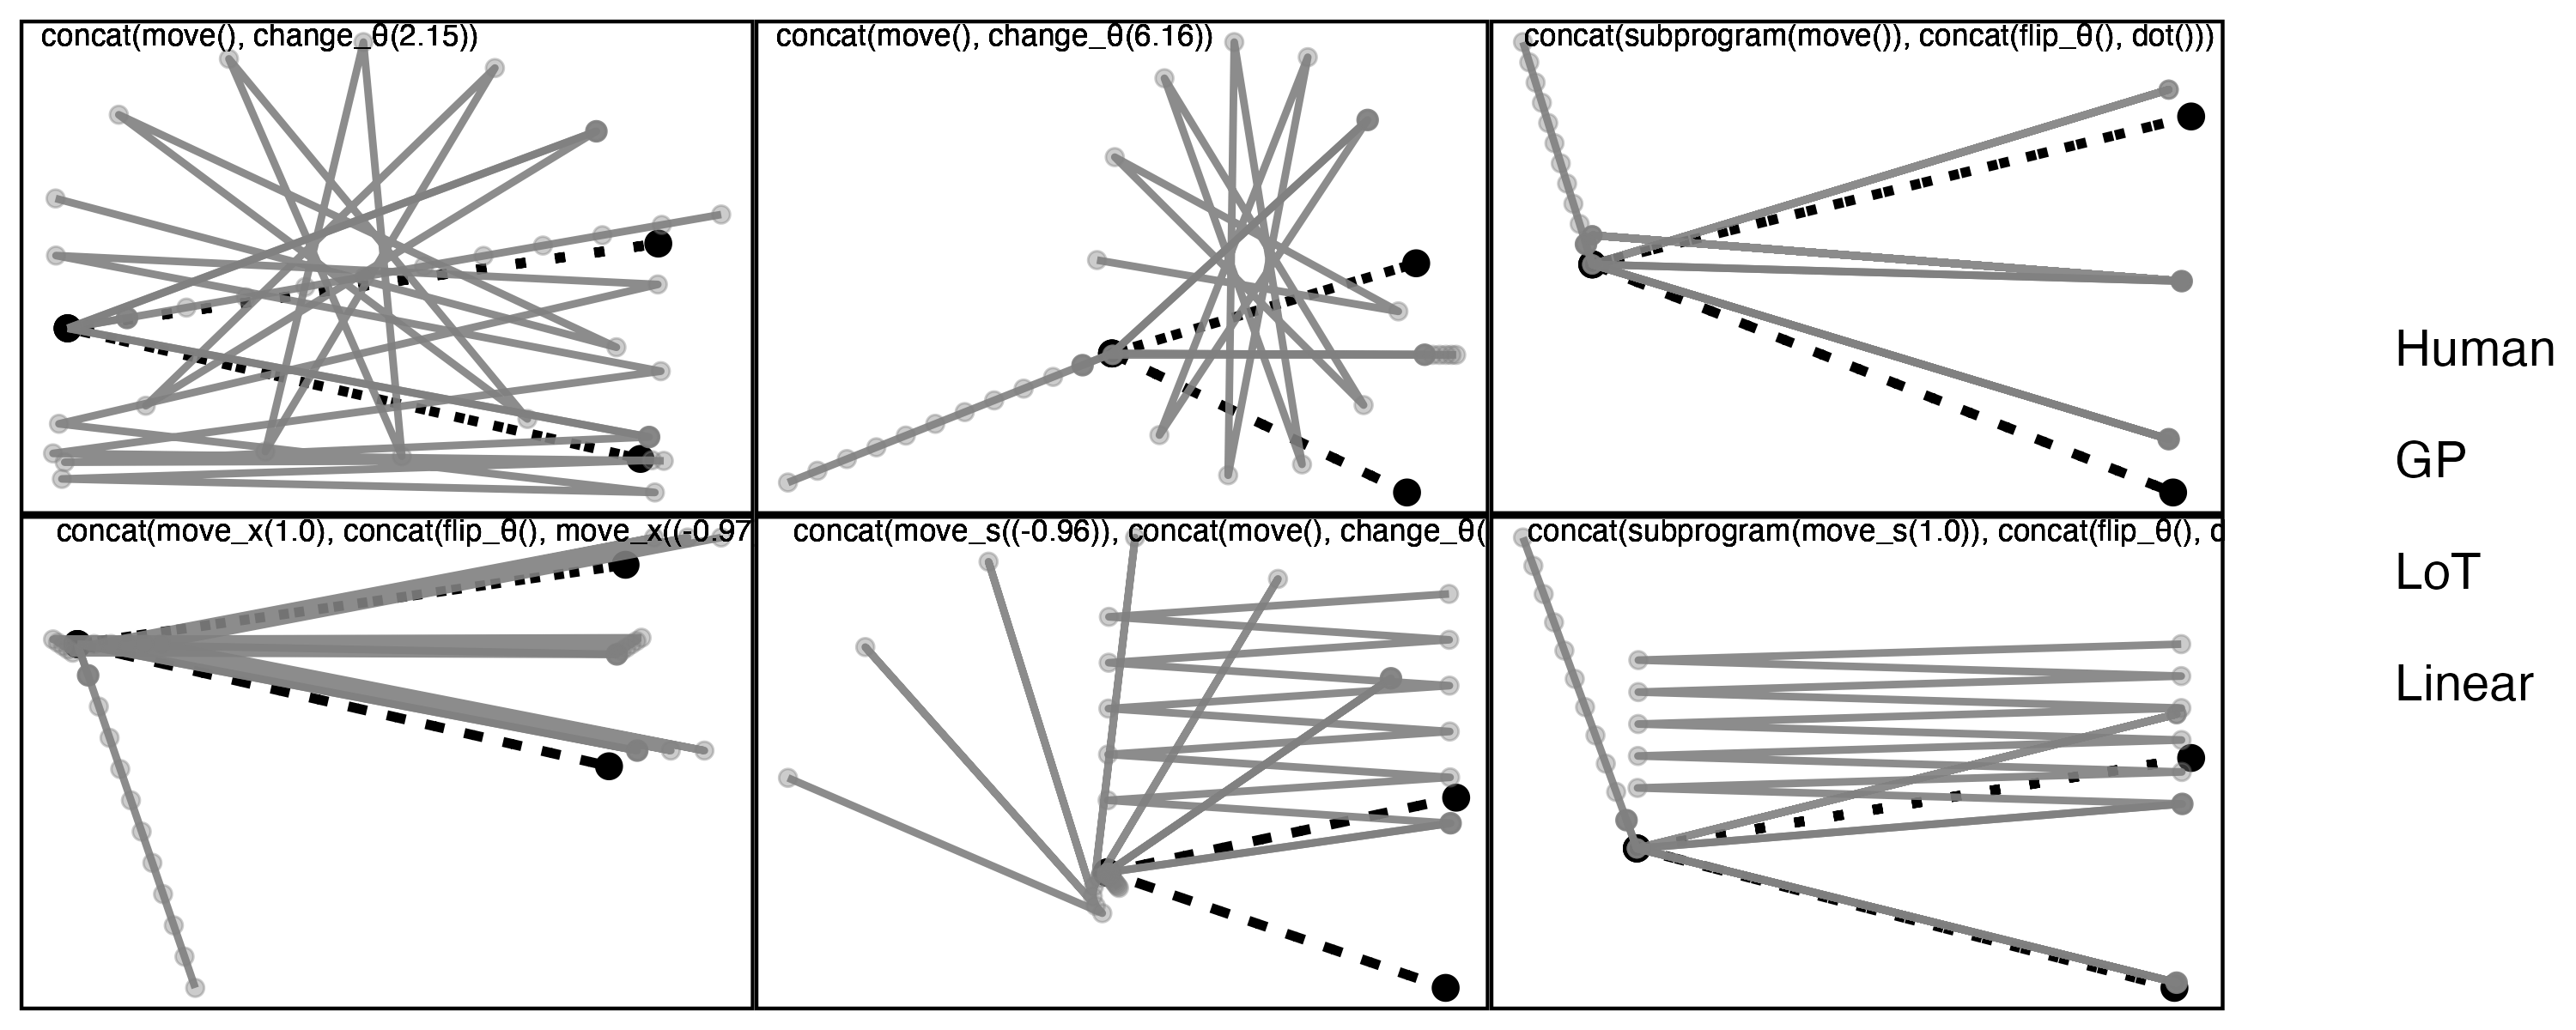 concat(move(), change_θ(2.15))
concat(move(), change_θ(6.16))
concat(subprogram(move()), concat(flip_θ(), dot()))
concat(move_x(1.0), concat(flip_θ(), move_x((-0.97
concat(move_s((-0.96)), concat(move(), change_θ(
concat(subprogram(move_s(1.0)), concat(flip_θ(), d
Human
GP
LoT
Linear